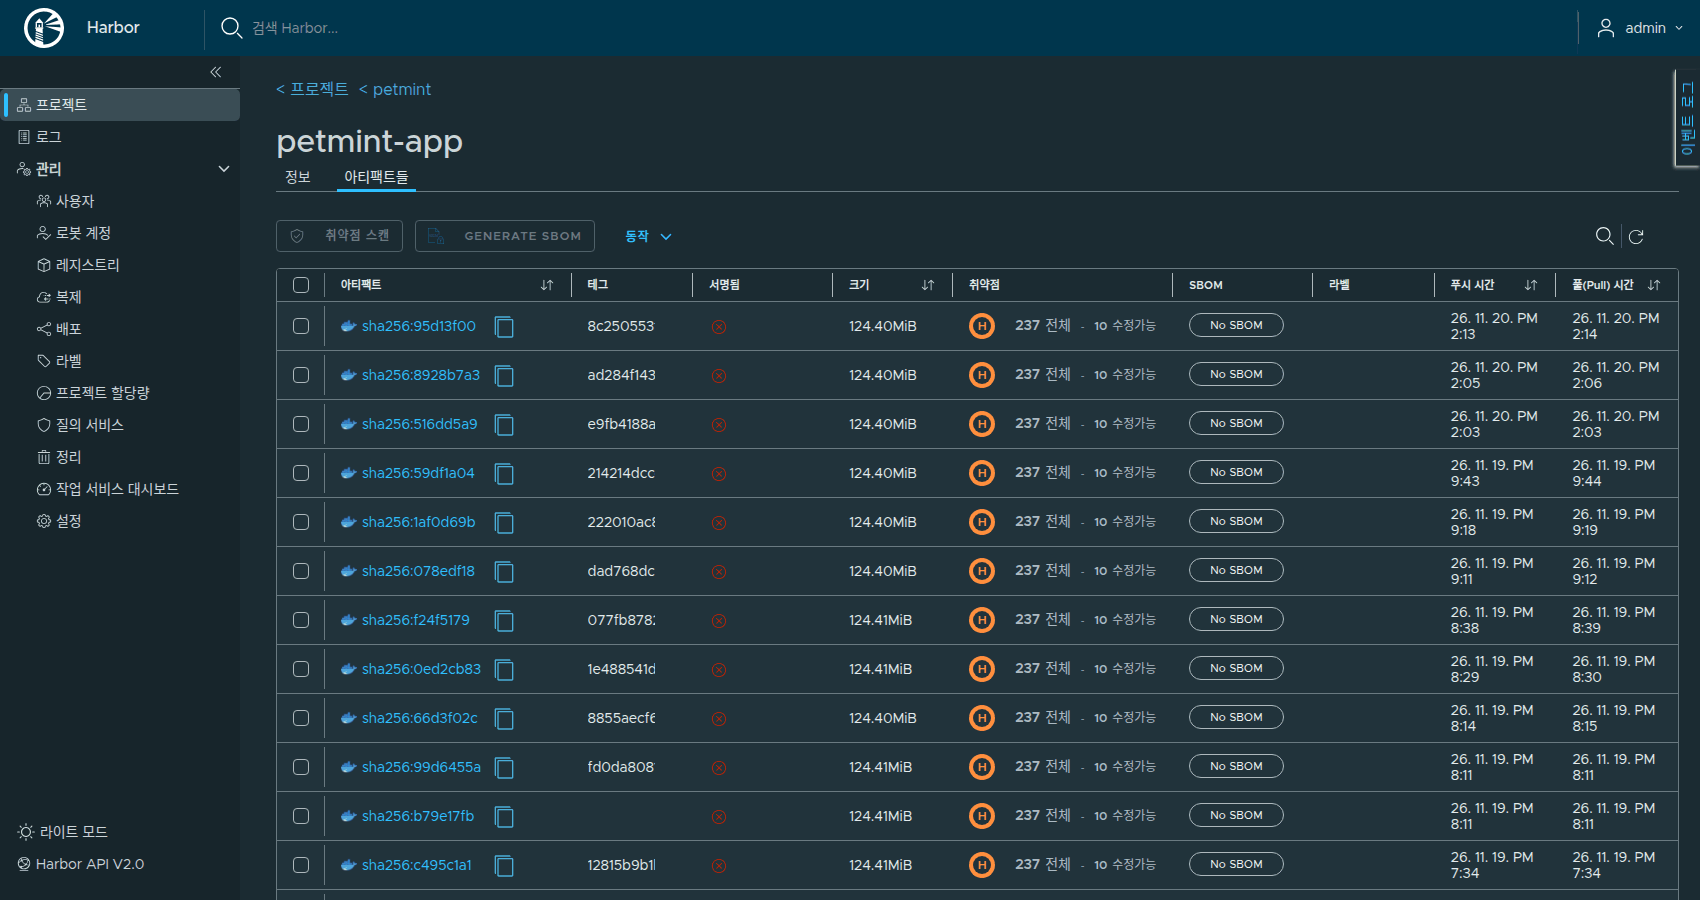 Harbor
검색 Harbor...
admin
프로젝트
로그
관리
사용자
로봇 계정
레지스트리
복제
배포
라벨
프로젝트 할당량
질의 서비스
정리
작업 서비스 대시보드
설정
라이트 모드
Harbor API V2.0
이벤트 로그
< 프로젝트 < petmint
petmint-app
정보 아티팩트들
취약점 스캔 GENERATE SBOM 동작
아티팩트 태그 서명됨 크기 취약점 SBOM 라벨 푸시 시간 풀(Pull) 시간
sha256:95d13f00 8c250553 124.40MiB H 237 전체 - 10 수정가능 No SBOM 26. 11. 20. PM 2:13 26. 11. 20. PM 2:14
sha256:8928b7a3 ad284f143 124.40MiB H 237 전체 - 10 수정가능 No SBOM 26. 11. 20. PM 2:05 26. 11. 20. PM 2:06
sha256:516dd5a9 e9fb4188a 124.40MiB H 237 전체 - 10 수정가능 No SBOM 26. 11. 20. PM 2:03 26. 11. 20. PM 2:03
sha256:59df1a04 214214dcc 124.40MiB H 237 전체 - 10 수정가능 No SBOM 26. 11. 19. PM 9:43 26. 11. 19. PM 9:44
sha256:1af0d69b 222010ac8 124.40MiB H 237 전체 - 10 수정가능 No SBOM 26. 11. 19. PM 9:18 26. 11. 19. PM 9:19
sha256:078edf18 dad768dc 124.40MiB H 237 전체 - 10 수정가능 No SBOM 26. 11. 19. PM 9:11 26. 11. 19. PM 9:12
sha256:f24f5179 077fb8782 124.41MiB H 237 전체 - 10 수정가능 No SBOM 26. 11. 19. PM 8:38 26. 11. 19. PM 8:39
sha256:0ed2cb83 1e488541d 124.41MiB H 237 전체 - 10 수정가능 No SBOM 26. 11. 19. PM 8:29 26. 11. 19. PM 8:30
sha256:66d3f02c 8855aecf6 124.40MiB H 237 전체 - 10 수정가능 No SBOM 26. 11. 19. PM 8:14 26. 11. 19. PM 8:15
sha256:99d6455a fd0da808 124.41MiB H 237 전체 - 10 수정가능 No SBOM 26. 11. 19. PM 8:11 26. 11. 19. PM 8:11
sha256:b79e17fb 124.41MiB H 237 전체 - 10 수정가능 No SBOM 26. 11. 19. PM 8:11 26. 11. 19. PM 8:11
sha256:c495c1a1 12815b9b1 124.41MiB H 237 전체 - 10 수정가능 No SBOM 26. 11. 19. PM 7:34 26. 11. 19. PM 7:34